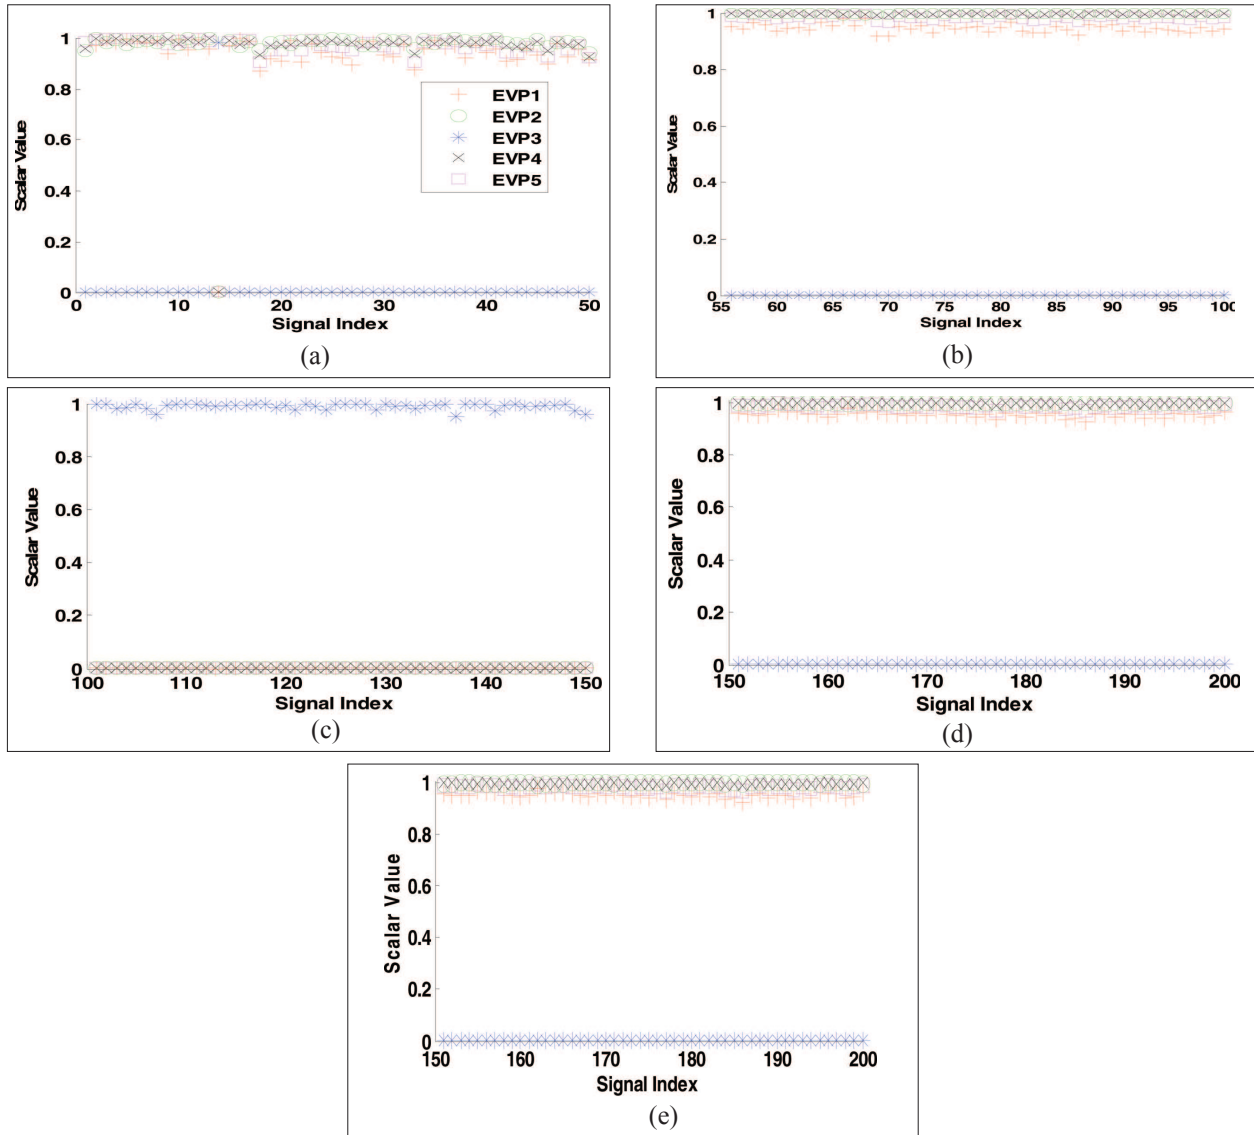 1
0.8
0.6
0.4
0.2
0
Scalar Value
EVP1
EVP2
EVP3
EVP4
EVP5
0 10 20 30 40 50
Signal Index
(a)
1
0.8
0.6
0.4
0.2
0
Scalar Value
55 60 65 70 75 80 85 90 95 100
Signal Index
(b)
1
0.8
0.6
0.4
0.2
0
Scalar Value
100 110 120 130 140 150
Signal Index
(c)
1
0.8
0.6
0.4
0.2
0
Scalar Value
150 160 170 180 190 200
Signal Index
(d)
1
0.8
0.6
0.4
0.2
0
Scalar Value
150 160 170 180 190 200
Signal Index
(e)